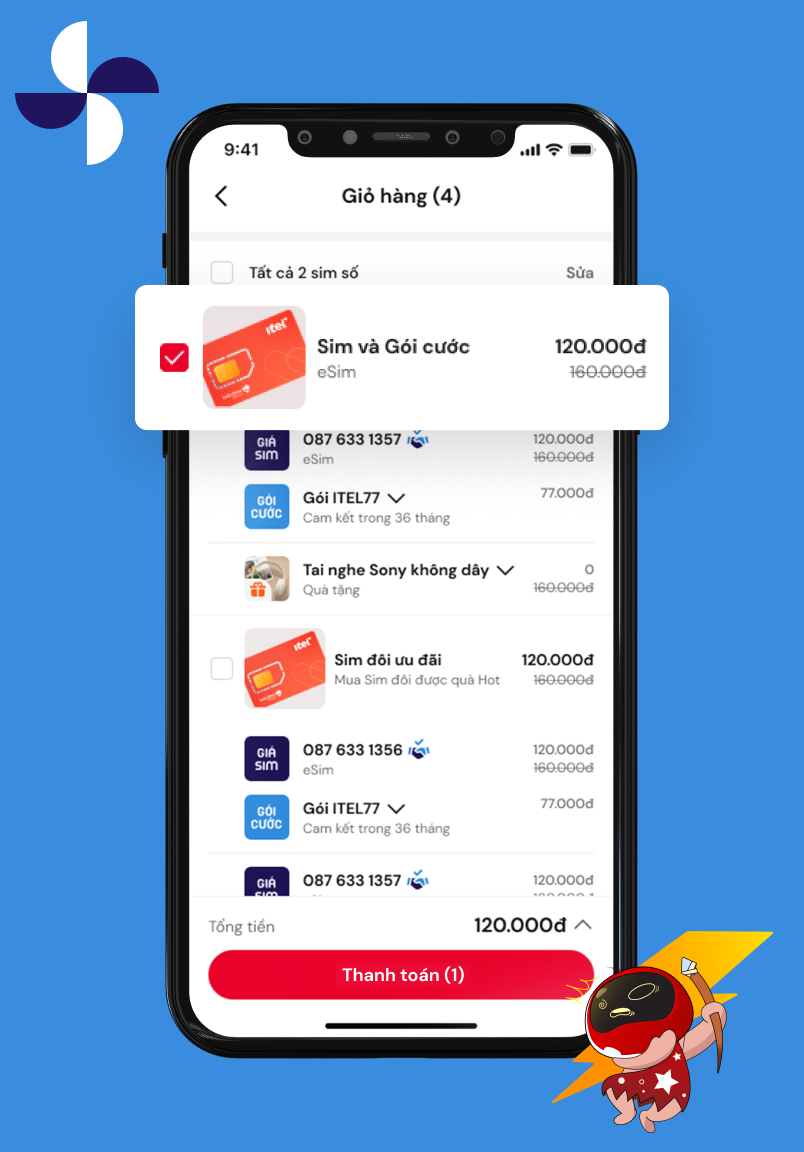 9:41
Giỏ hàng (4)
Tất cả 2 sim số Sửa
itel
Sim và Gói cước 120.000đ
eSim 160.000đ
GIÁ SIM 087 633 1357 120.000đ
eSim 160.000đ
GÓI CƯỚC Gói ITEL77 77.000đ
Cam kết trong 36 tháng
Tai nghe Sony không dây 0
Quà tặng 160.000đ
itel
Sim đôi ưu đãi 120.000đ
Mua Sim đôi được quà Hot 160.000đ
GIÁ SIM 087 633 1356 120.000đ
eSim 160.000đ
GÓI CƯỚC Gói ITEL77 77.000đ
Cam kết trong 36 tháng
GIÁ SIM 087 633 1357 120.000đ
Tổng tiền 120.000đ
Thanh toán (1)